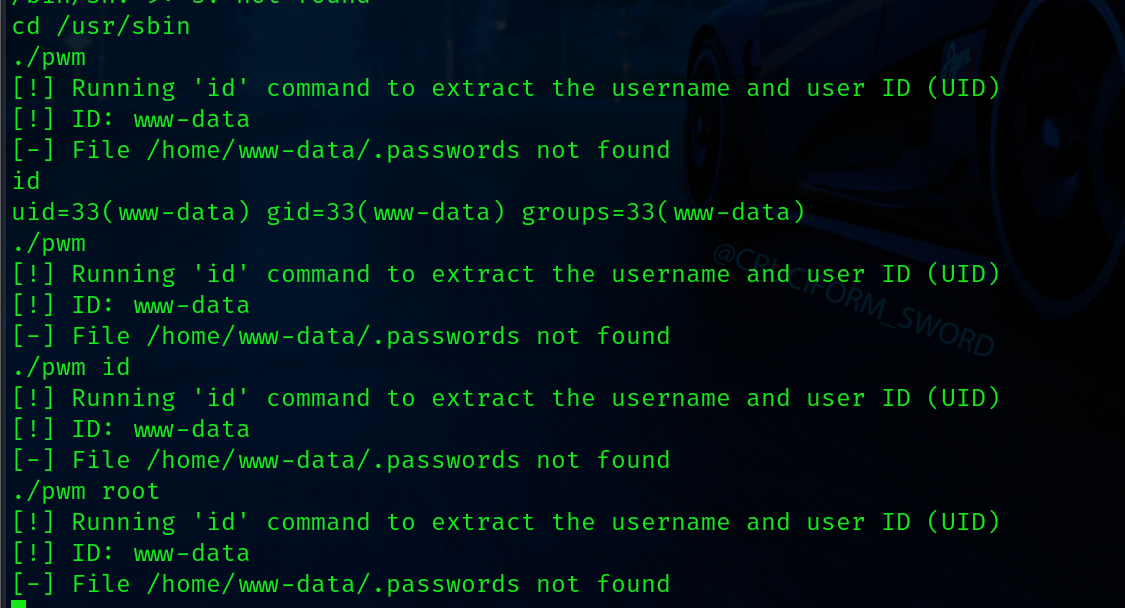 cd /usr/sbin
./pwm
[!] Running 'id' command to extract the username and user ID (UID)
[!] ID: www-data
[-] File /home/www-data/.passwords not found
id
uid=33(www-data) gid=33(www-data) groups=33(www-data)
./pwm
[!] Running 'id' command to extract the username and user ID (UID)
[!] ID: www-data
[-] File /home/www-data/.passwords not found
./pwm id
[!] Running 'id' command to extract the username and user ID (UID)
[!] ID: www-data
[-] File /home/www-data/.passwords not found
./pwm root
[!] Running 'id' command to extract the username and user ID (UID)
[!] ID: www-data
[-] File /home/www-data/.passwords not found
@CRUCIFORM_SWORD